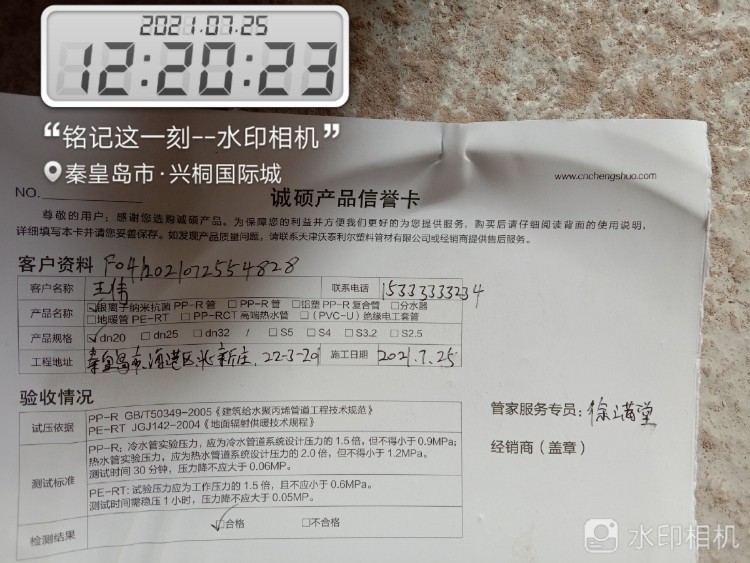 2021.07.25
12:20:23
“铭记这一刻--水印相机”
秦皇岛市·兴桐国际城
www.cnchengshuo.com
NO.
诚硕产品信誉卡
尊敬的用户：感谢您选购诚硕产品。为保障您的利益并方便我们更好的为您提供服务，购买后请仔细阅读背面的使用说明，
详细填写本卡并请您妥善保存。如发现产品质量问题，请联系天津沃泰利尔塑料管材有限公司或经销商提供售后服务。
客户资料 F041202107255 4828
客户名称 王倩 联系电话 15333333234
产品名称 ☑银离子纳米抗菌 PP-R管 □PP-R管 □铝塑PP-R复合管 □分水器
□地暖管 PE-RT □PP-RCT高端热水管 □(PVC-U)绝缘电工套管
产品规格 ☑dn20 □dn25 □dn32 / □S5 □S4 □S3.2 □S2.5
工程地址 秦皇岛市海港区 新庄 22-3-20 施工日期 2021.7.25
验收情况
试压依据 PP-R GB/T50349-2005《建筑给水聚丙烯管道工程技术规范》
PE-RT JGJ142-2004《地面辐射供暖技术规程》
管家服务专员：徐满堂
测试标准 PP-R：冷水管实验压力，应为冷水管道系统设计压力的1.5倍，但不得小于0.9MPa；
热水管实验压力，应为热水管道系统设计压力的2.0倍，但不得小于1.2MPa。
测试时间30分钟，压力降不应大于0.06MP。
经销商（盖章）
PE-RT：试验压应为工作压力的1.5倍，且不应小于0.6MPa。
测试时间需稳压1小时，压力降不应大于0.05MP。
检测结果 ☑合格 □不合格
水印相机